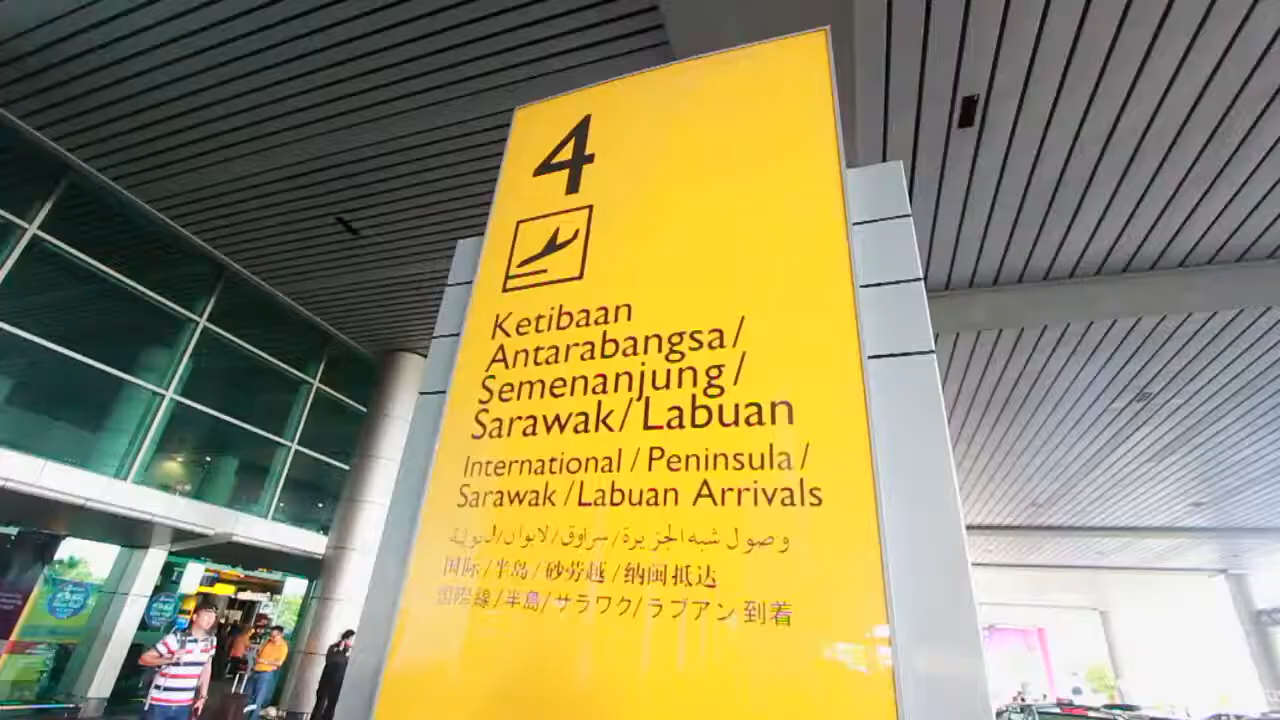 4
Ketibaan
Antarabangsa/
Semenanjung/
Sarawak/Labuan
International / Peninsula /
Sarawak / Labuan Arrivals
وصول شبه الجزيرة/سراوق/لابوان/الدولية
国际/半岛/砂劳越/纳闽抵达
国際線/半島/サラワク/ラブアン到着